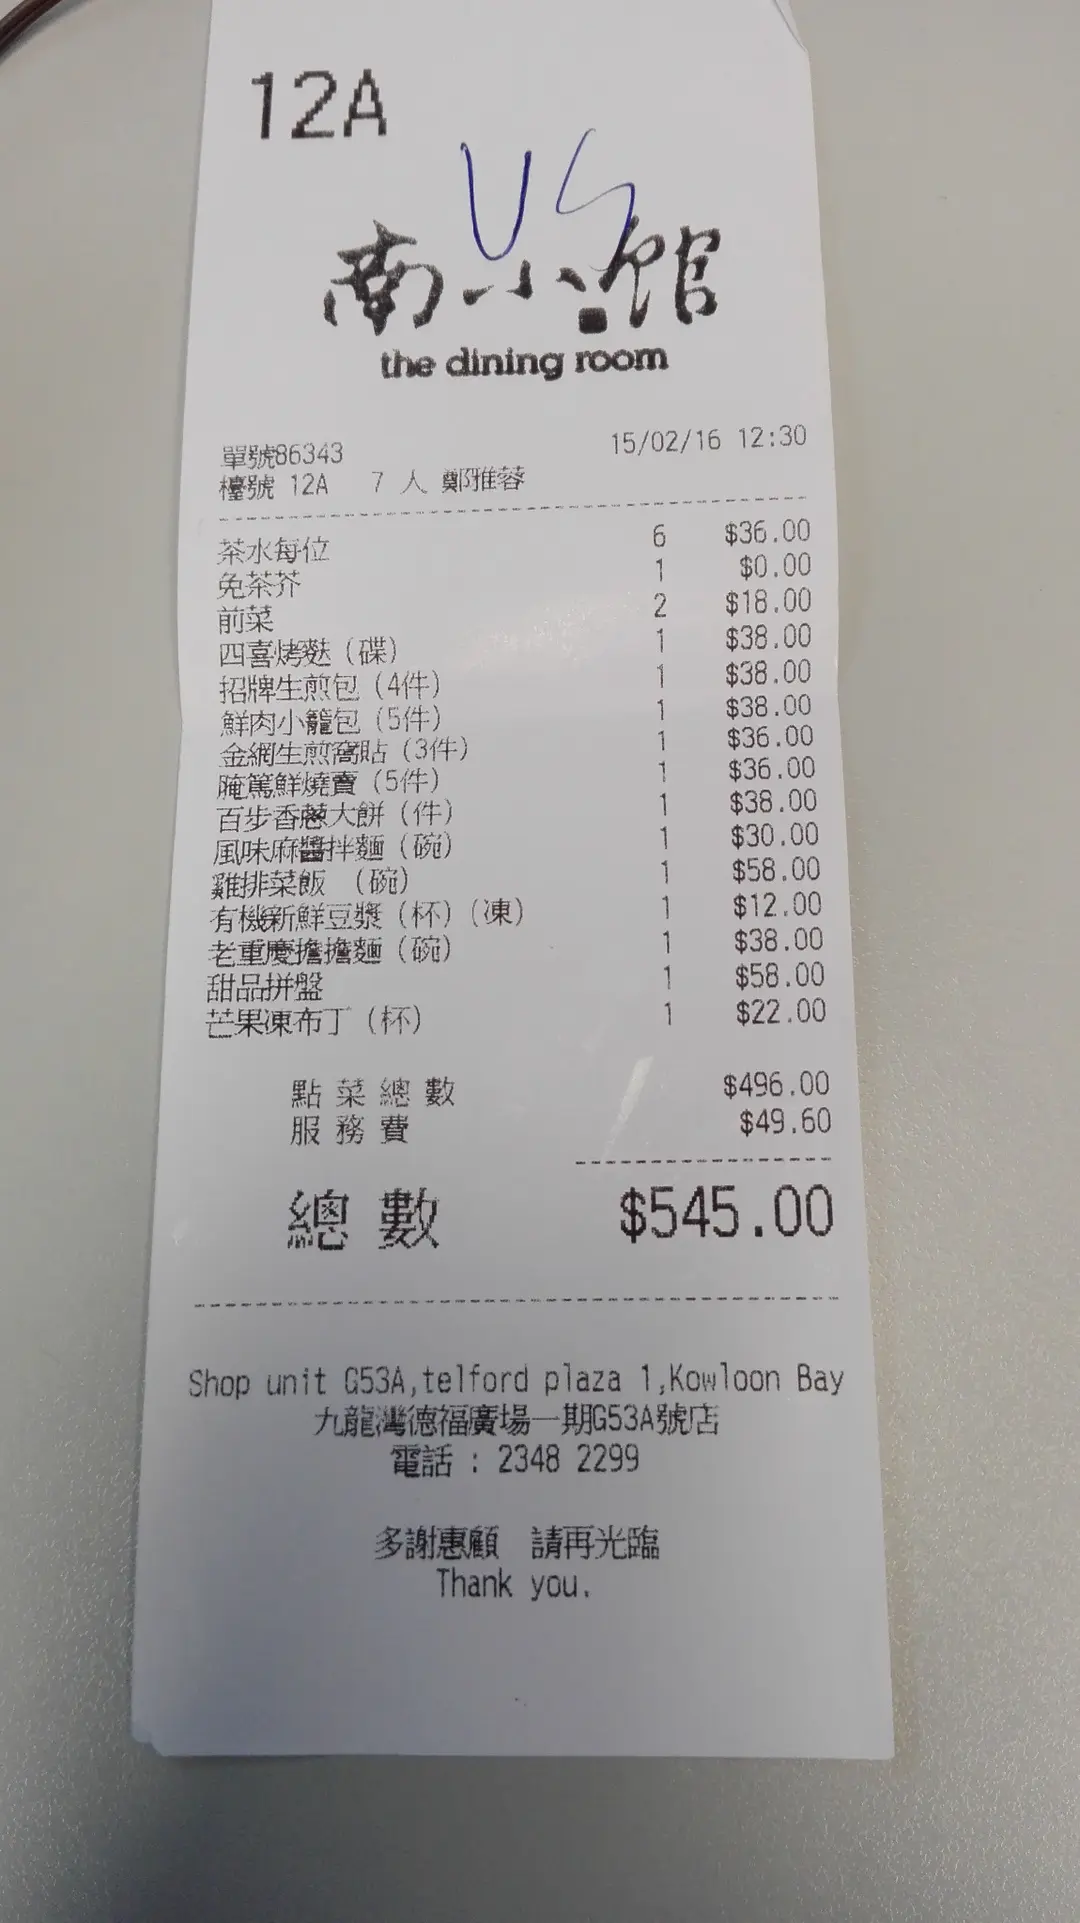 12A
US
南小館
the dining room
單號86343 15/02/16 12:30
檯號 12A 7 人 鄭雅蓉
茶水每位 6 $36.00
免茶芥 1 $0.00
前菜 2 $18.00
四喜烤麩（碟） 1 $38.00
招牌生煎包（4件） 1 $38.00
鮮肉小籠包（5件） 1 $38.00
金網生煎窩貼（3件） 1 $36.00
腌篤鮮燒賣（5件） 1 $36.00
百步香蔥大餅（件） 1 $38.00
風味麻醬拌麵（碗） 1 $30.00
雞排菜飯 （碗） 1 $58.00
有機新鮮豆漿（杯）（凍） 1 $12.00
老重慶擔擔麵（碗） 1 $38.00
甜品拼盤 1 $58.00
芒果凍布丁（杯） 1 $22.00
點菜總數 $496.00
服務費 $49.60
總數 $545.00
Shop unit G53A,telford plaza 1,Kowloon Bay
九龍灣德福廣場一期G53A號店
電話 : 2348 2299
多謝惠顧 請再光臨
Thank you.